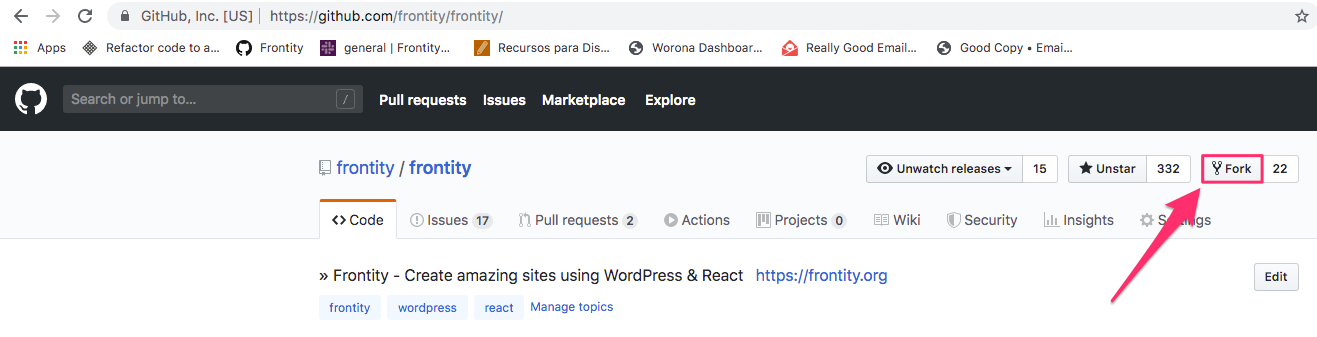 GitHub, Inc. [US] https://github.com/frontity/frontity/
Apps Refactor code to a... Frontity general | Frontity... Recursos para Dis... Worona Dashboar... Really Good Email... Good Copy • Emai...
Search or jump to... / Pull requests Issues Marketplace Explore
frontity / frontity Unwatch releases 15 Unstar 332 Fork 22
<> Code Issues 17 Pull requests 2 Actions Projects 0 Wiki Security Insights Settings
» Frontity - Create amazing sites using WordPress & React https://frontity.org Edit
frontity wordpress react Manage topics